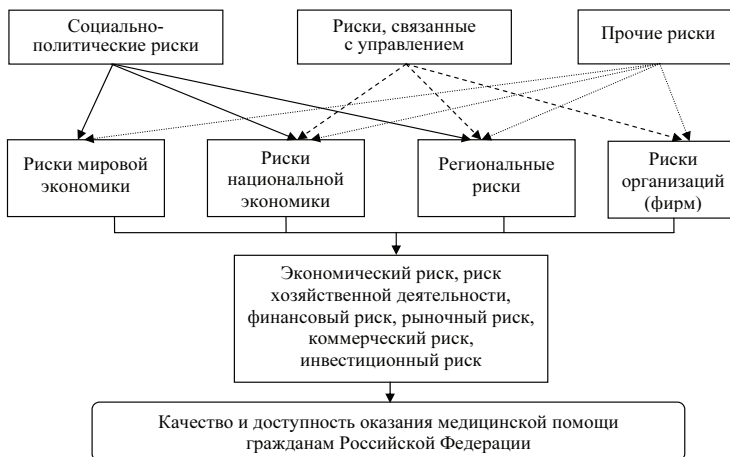 Социально-
политические риски
Риски, связанные
с управлением
Прочие риски
Риски мировой
экономики
Риски
национальной
экономики
Региональные
риски
Риски
организаций
(фирм)
Экономический риск, риск
хозяйственной деятельности,
финансовый риск, рыночный риск,
коммерческий риск,
инвестиционный риск
Качество и доступность оказания медицинской помощи
гражданам Российской Федерации